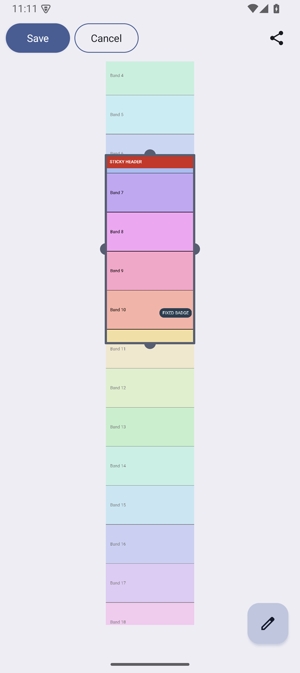 11:11
Save
Cancel
Band 4
Band 5
STICKY HEADER
Band 7
Band 8
Band 9
Band 10
FIXED BADGE
Band 11
Band 12
Band 13
Band 14
Band 15
Band 16
Band 17
Band 18